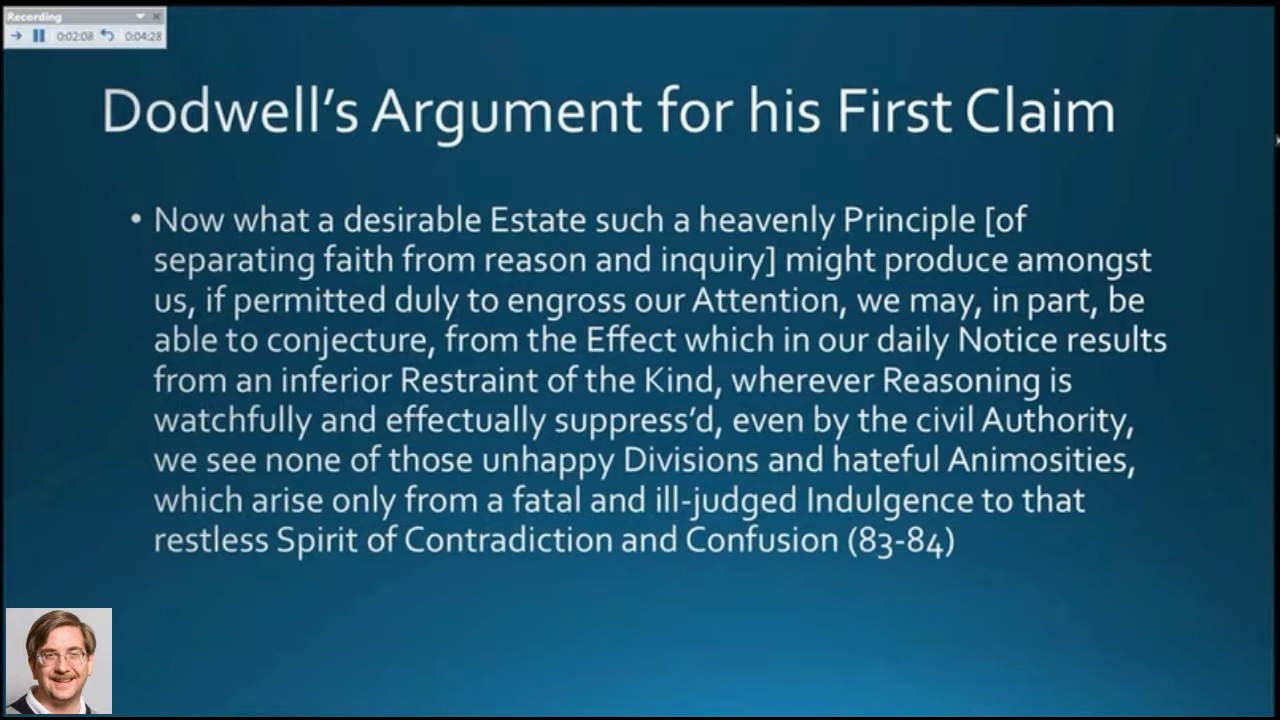 Recording
0:02:08 0:04:28
Dodwell's Argument for his First Claim
• Now what a desirable Estate such a heavenly Principle [of
separating faith from reason and inquiry] might produce amongst
us, if permitted duly to engross our Attention, we may, in part, be
able to conjecture, from the Effect which in our daily Notice results
from an inferior Restraint of the Kind, wherever Reasoning is
watchfully and effectually suppress'd, even by the civil Authority,
we see none of those unhappy Divisions and hateful Animosities,
which arise only from a fatal and ill-judged Indulgence to that
restless Spirit of Contradiction and Confusion (83-84)